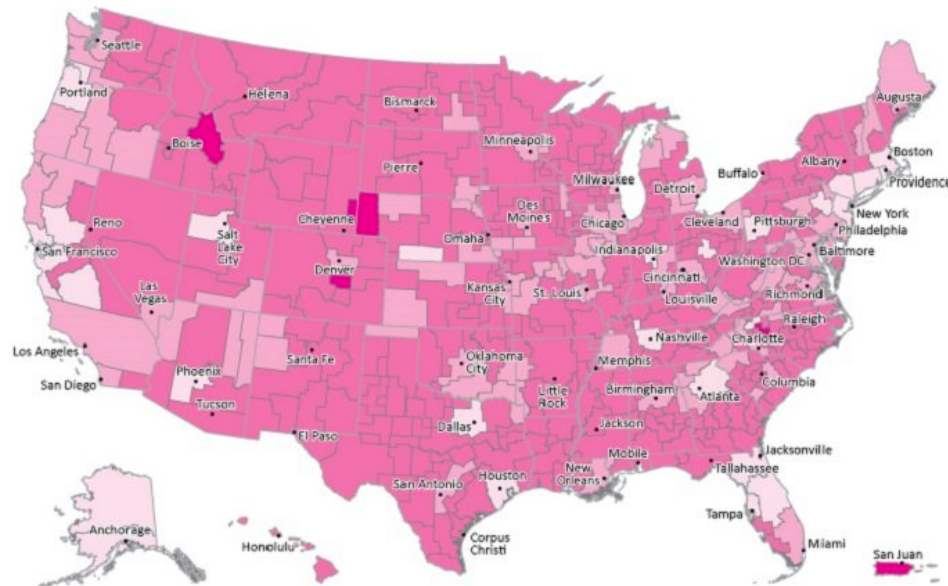 Seattle
Portland
Helena
Bismarck
Augusta
Boise
Minneapolis
Pierre
Boston
Albany
Buffalo
Providence
Milwaukee
Detroit
Reno
Cheyenne
Des
Moines
Chicago
Cleveland
Pittsburgh
New York
Salt
Lake
City
Omaha
Indianapolis
Philadelphia
San Francisco
Denver
Washington DC
Baltimore
Kansas
City
St. Louis
Cincinnati
Louisville
Richmond
Las
Vegas
Raleigh
Nashville
Charlotte
Los Angeles
Santa Fe
Oklahoma
City
Memphis
Phoenix
Little
Rock
Birmingham
Atlanta
Columbia
San Diego
Tucson
Dallas
Jackson
El Paso
Mobile
Jacksonville
San Antonio
Houston
New
Orleans
Tallahassee
Tampa
Anchorage
Honolulu
Corpus
Christi
Miami
San Juan